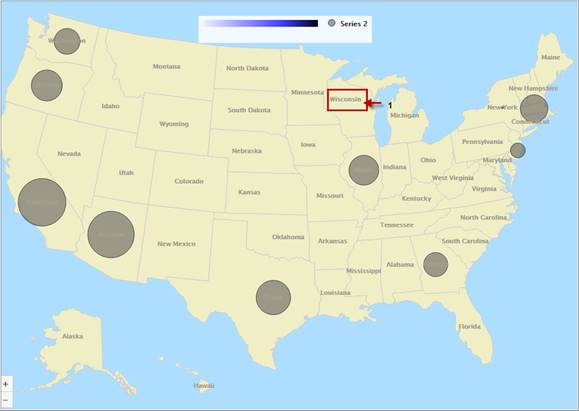 Series 2
Maine
Montana
North Dakota
Minnesota
Wisconsin
1
Michigan
New Hampshire
New York
Idaho
South Dakota
Wyoming
Pennsylvania
Maryland
Nevada
Utah
Nebraska
Iowa
Indiana
Ohio
West Virginia
Virginia
Colorado
Kansas
Missouri
Kentucky
North Carolina
New Mexico
Oklahoma
Arkansas
Tennessee
South Carolina
Mississippi
Alabama
Louisiana
Florida
Alaska
Hawaii
+
−